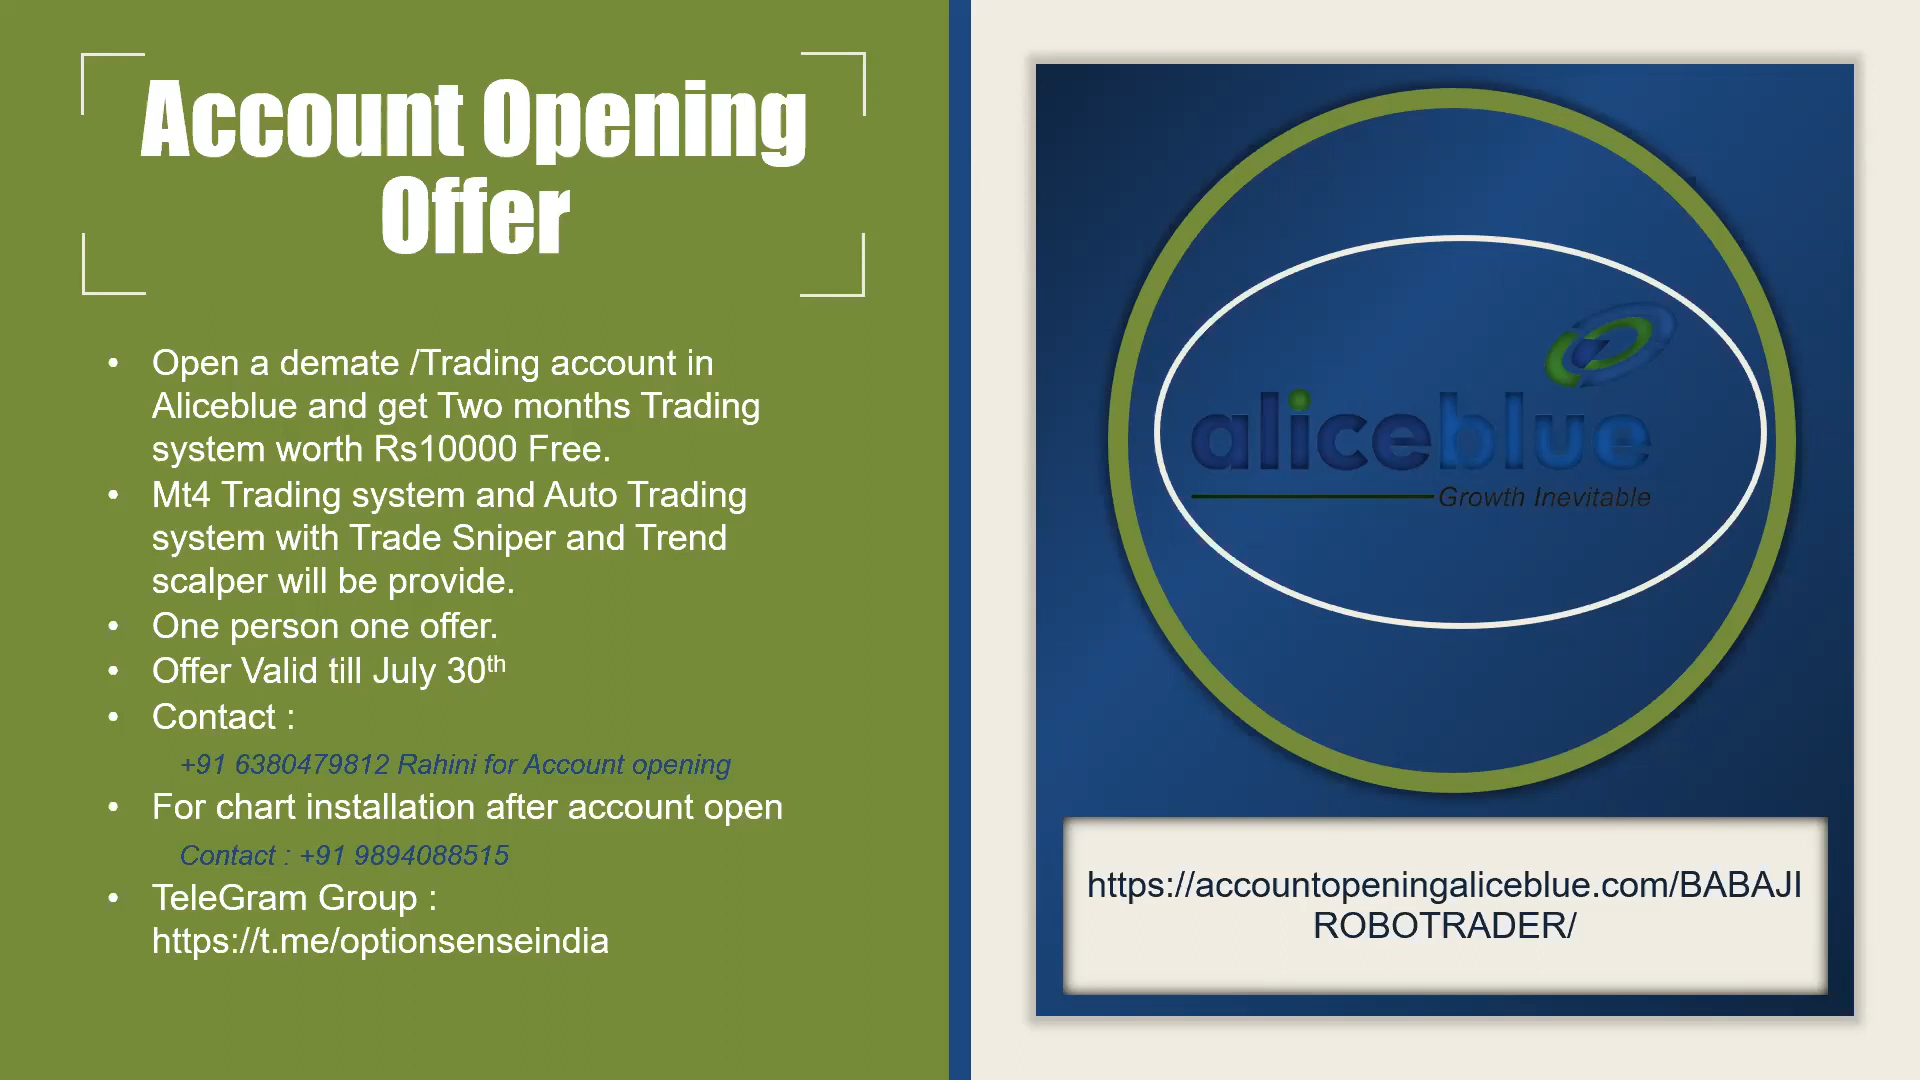 Account Opening
Offer
• Open a demate /Trading account in
Aliceblue and get Two months Trading
system worth Rs10000 Free.
• Mt4 Trading system and Auto Trading
system with Trade Sniper and Trend
scalper will be provide.
• One person one offer.
• Offer Valid till July 30th
• Contact :
+91 6380479812 Rahini for Account opening
• For chart installation after account open
Contact : +91 9894088515
• TeleGram Group :
https://t.me/optionsenseindia
aliceblue
Growth Inevitable
https://accountopeningaliceblue.com/BABAJI
ROBOTRADER/